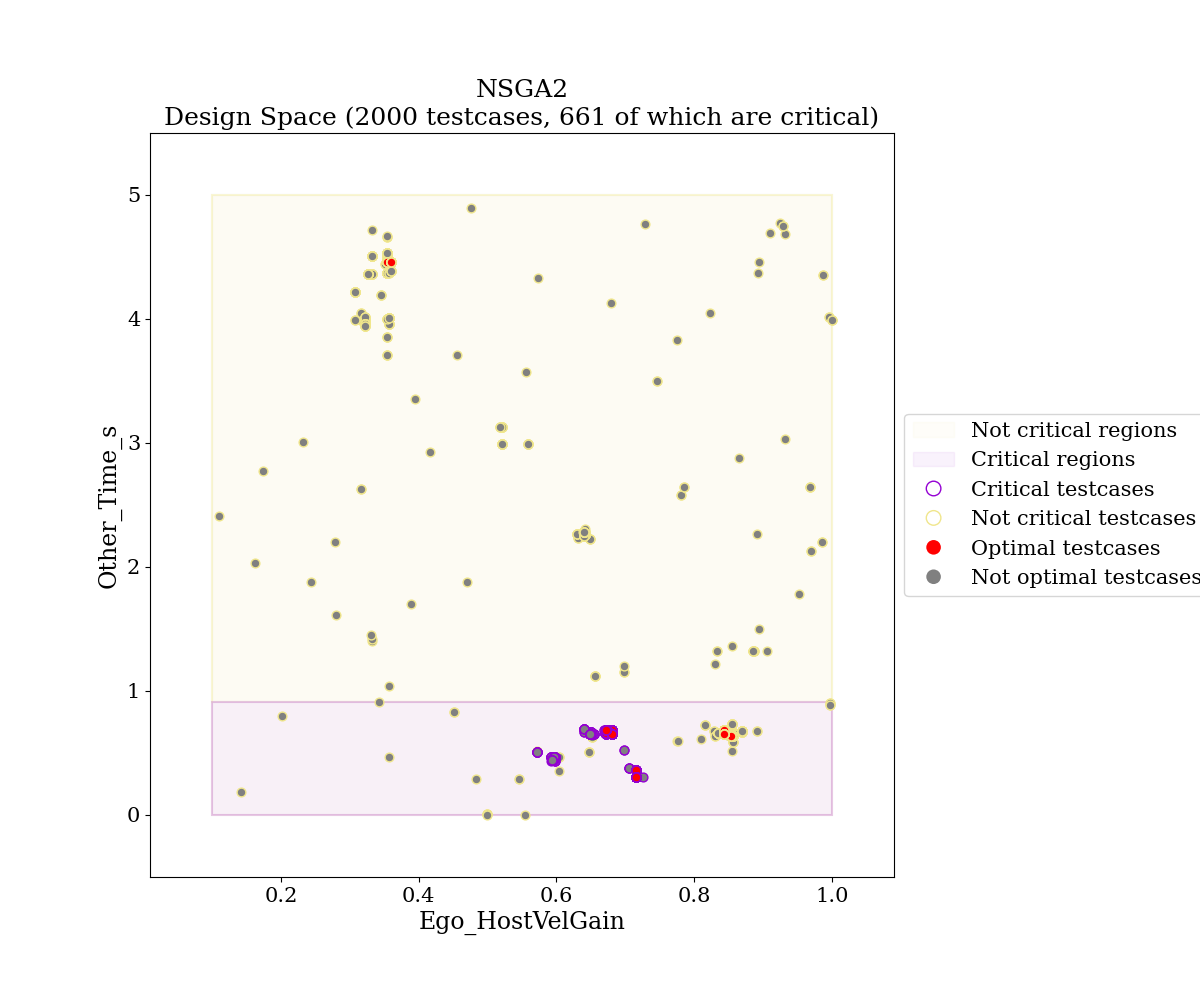 NSGA2
Design Space (2000 testcases, 661 of which are critical)
5
4
3
2
1
0
Other_Time_s
0.2
0.4
0.6
0.8
1.0
Ego_HostVelGain
Not critical regions
Critical regions
Critical testcases
Not critical testcases
Optimal testcases
Not optimal testcases